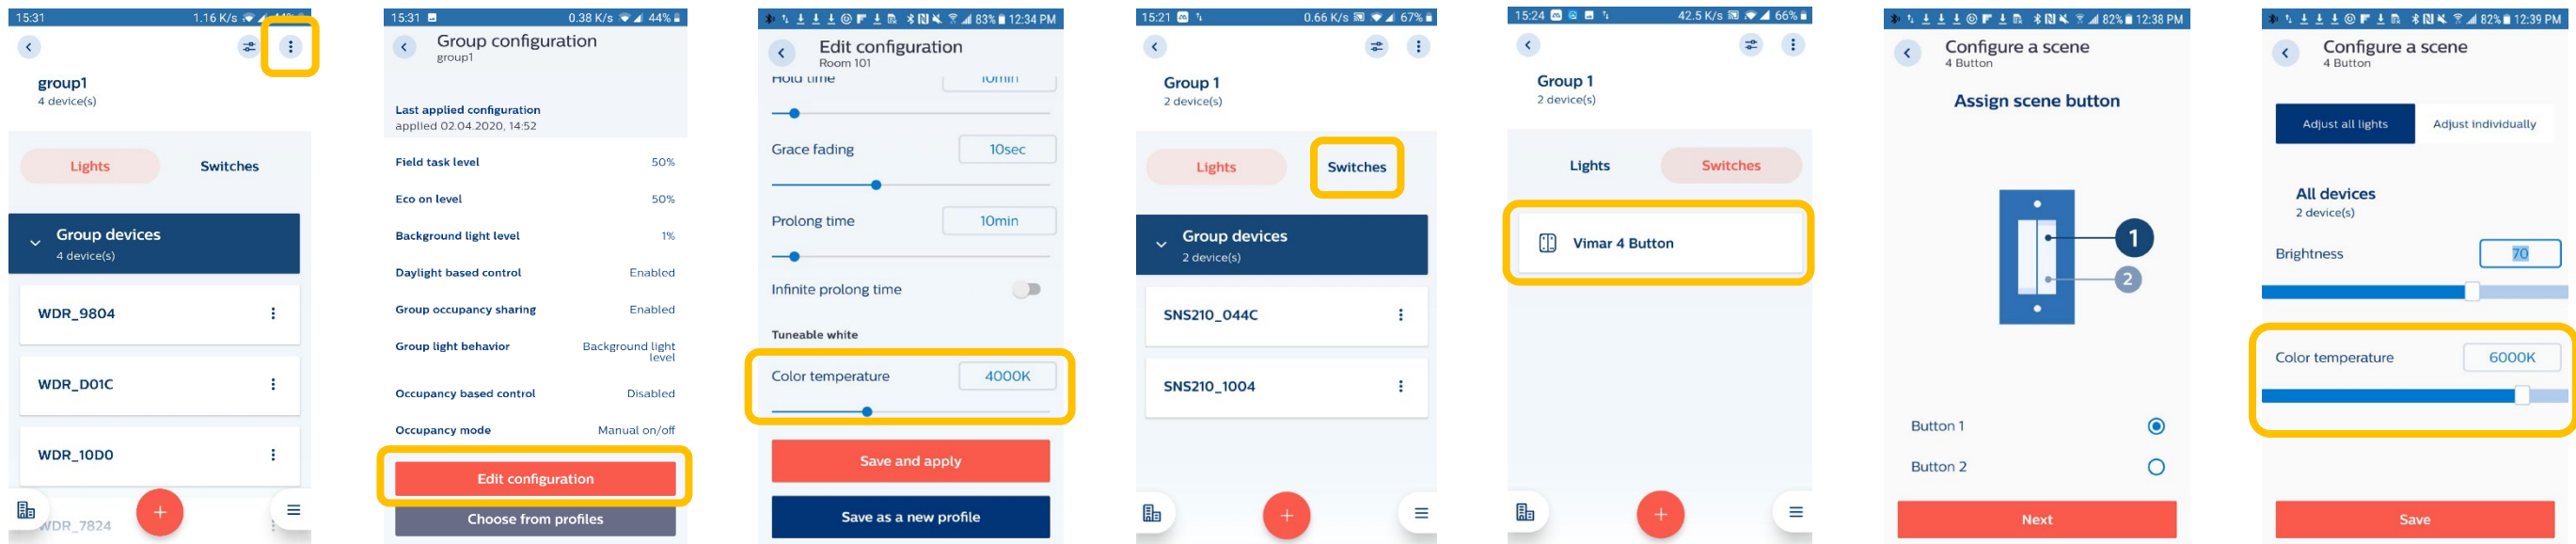 15:31 1.16 K/s 44%
group1
4 device(s)
Lights Switches
Group devices
4 device(s)
WDR_9804
WDR_D01C
WDR_10D0
WDR_7824
15:31 0.38 K/s 44%
Group configuration
group1
Last applied configuration
applied 02.04.2020, 14:52
Field task level 50%
Eco on level 50%
Background light level 1%
Daylight based control Enabled
Group occupancy sharing Enabled
Group light behavior Background light
level
Occupancy based control Disabled
Occupancy mode Manual on/off
Edit configuration
Choose from profiles
83% 12:34 PM
Edit configuration
Room 101
Hold time 10min
Grace fading 10sec
Prolong time 10min
Infinite prolong time
Tuneable white
Color temperature 4000K
Save and apply
Save as a new profile
15:21 0.66 K/s 67%
Group 1
2 device(s)
Lights Switches
Group devices
2 device(s)
SNS210_044C
SNS210_1004
15:24 42.5 K/s 66%
Group 1
2 device(s)
Lights Switches
Vimar 4 Button
82% 12:38 PM
Configure a scene
4 Button
Assign scene button
1
2
Button 1
Button 2
Next
82% 12:39 PM
Configure a scene
4 Button
Adjust all lights Adjust individually
All devices
2 device(s)
Brightness 70
Color temperature 6000K
Save